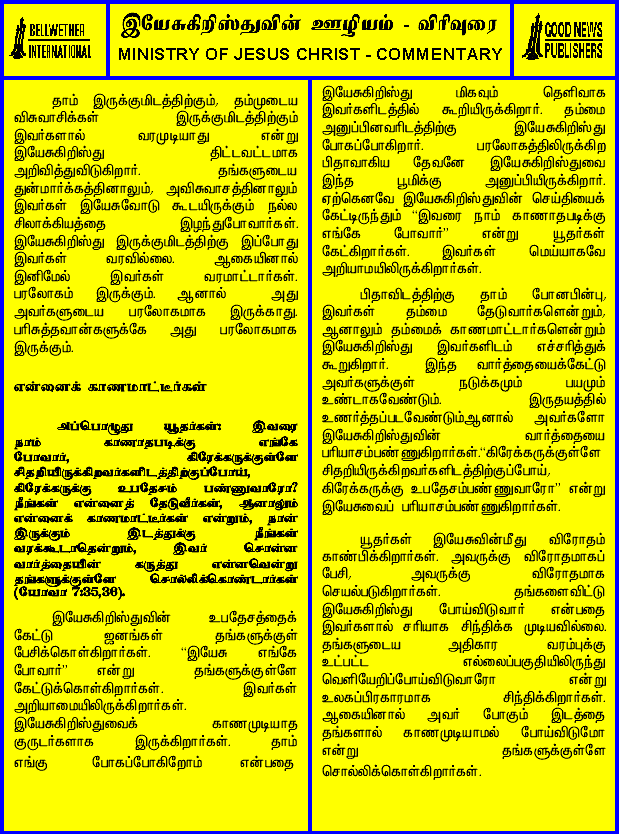 BELLWETHER
INTERNATIONAL
இயேசுகிறிஸ்துவின் ஊழியம் - விரிவுரை
MINISTRY OF JESUS CHRIST - COMMENTARY
GOOD NEWS
PUBLISHERS
தாம் இருக்குமிடத்திற்கும், தம்முடைய
விசுவாசிக்கள் இருக்குமிடத்திற்கும்
இவர்களால் வரமுடியாது என்று
இயேசுகிறிஸ்து திட்டவட்டமாக
அறிவித்துவிடுகிறார். தங்களுடைய
துன்மார்க்கத்தினாலும், அவிசுவாசத்தினாலும்
இவர்கள் இயேசுவோடு கூடயிருக்கும் நல்ல
சிலாக்கியத்தை இழந்துபோவார்கள்.
இயேசுகிறிஸ்து இருக்குமிடத்திற்கு இப்போது
இவர்கள் வரவில்லை. ஆகையினால்
இனிமேல் இவர்கள் வரமாட்டார்கள்.
பரலோகம் இருக்கும். ஆனால் அது
அவர்களுடைய பரலோகமாக இருக்காது.
பரிசுத்தவான்களுக்கே அது பரலோகமாக
இருக்கும்.
என்னைக் காணமாட்டீர்கள்
அப்பொழுது யூதர்கள்: இவரை
நாம் காணாதபடிக்கு எங்கே
போவார், கிரேக்கருக்குள்ளே
சிதறியிருக்கிறவர்களிடத்திற்குப்போய்,
கிரேக்கருக்கு உபதேசம் பண்ணுவாரோ?
நீங்கள் என்னைத் தேடுவீர்கள், ஆனாலும்
என்னைக் காணமாட்டீர்கள் என்றும், நான்
இருக்கும் இடத்துக்கு நீங்கள்
வரக்கூடாதென்றும், இவர் சொன்ன
வார்த்தையின் கருத்து என்னவென்று
தங்களுக்குள்ளே சொல்லிக்கொண்டார்கள்
(யோவா 7:35,36).
இயேசுகிறிஸ்துவின் உபதேசத்தைக்
கேட்டு ஜனங்கள் தங்களுக்குள்
பேசிக்கொள்கிறார்கள். “இயேசு எங்கே
போவார்” என்று தங்களுக்குள்ளே
கேட்டுக்கொள்கிறார்கள். இவர்கள்
அறியாமையிலிருக்கிறார்கள்.
இயேசுகிறிஸ்துவைக் காணமுடியாத
குருடர்களாக இருக்கிறார்கள். தாம்
எங்கு போகப்போகிறோம் என்பதை
இயேசுகிறிஸ்து மிகவும் தெளிவாக
இவர்களிடத்தில் கூறியிருக்கிறார். தம்மை
அனுப்பினவரிடத்திற்கு இயேசுகிறிஸ்து
போகப்போகிறார். பரலோகத்திலிருக்கிற
பிதாவாகிய தேவனே இயேசுகிறிஸ்துவை
இந்த பூமிக்கு அனுப்பியிருக்கிறார்.
ஏற்கெனவே இயேசுகிறிஸ்துவின் செய்தியைக்
கேட்டிருந்தும் “இவரை நாம் காணாதபடிக்கு
எங்கே போவார்” என்று யூதர்கள்
கேட்கிறார்கள். இவர்கள் மெய்யாகவே
அறியாமயிலிருக்கிறார்கள்.
பிதாவிடத்திற்கு தாம் போனபின்பு,
இவர்கள் தம்மை தேடுவார்களென்றும்,
ஆனாலும் தம்மைக் காணமாட்டார்களென்றும்
இயேசுகிறிஸ்து இவர்களிடம் எச்சரித்துக்
கூறுகிறார். இந்த வார்த்தையைக்கேட்டு
அவர்களுக்குள் நடுக்கமும் பயமும்
உண்டாகவேண்டும். இருதயத்தில்
உணர்த்தப்படவேண்டும்ஆனால் அவர்களோ
இயேசுகிறிஸ்துவின் வார்த்தையை
பரியாசம்பண்ணுகிறார்கள்.“கிரேக்கருக்குள்ளே
சிதறியிருக்கிறவர்களிடத்திற்குப்போய்,
கிரேக்கருக்கு உபதேசம்பண்ணுவாரோ” என்று
இயேசுவைப் பரியாசம்பண்ணுகிறார்கள்.
யூதர்கள் இயேசுவின்மீது விரோதம்
காண்பிக்கிறார்கள். அவருக்கு விரோதமாகப்
பேசி, அவருக்கு விரோதமாக
செயல்படுகிறார்கள். தங்களைவிட்டு
இயேசுகிறிஸ்து போய்விடுவார் என்பதை
இவர்களால் சரியாக சிந்திக்க முடியவில்லை.
தங்களுடைய அதிகார வரம்புக்கு
உட்பட்ட எல்லைப்பகுதியிலிருந்து
வெளியேறிப்போய்விடுவாரோ என்று
உலகப்பிரகாரமாக சிந்திக்கிறார்கள்.
ஆகையினால் அவர் போகும் இடத்தை
தங்களால் காணமுடியாமல் போய்விடுமோ
என்று தங்களுக்குள்ளே
சொல்லிக்கொள்கிறார்கள்.